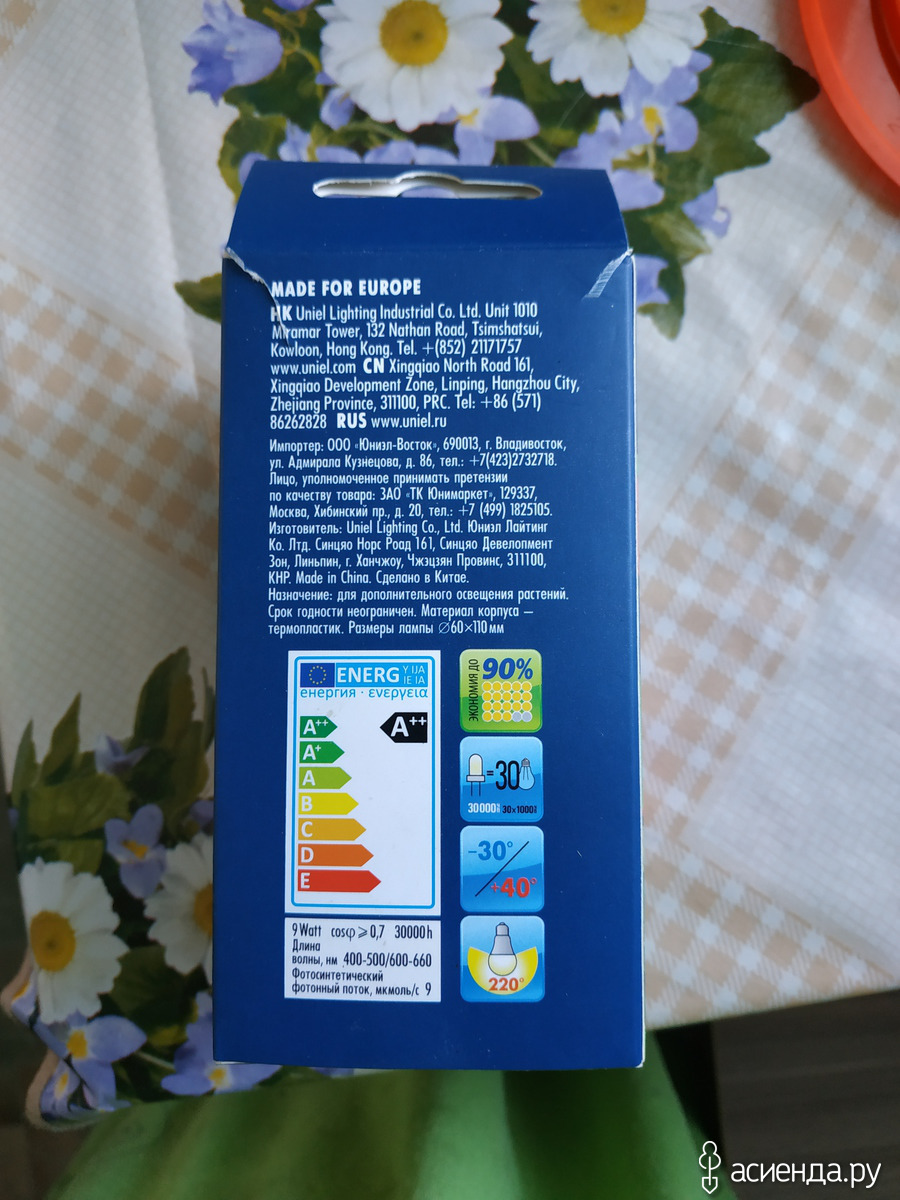 MADE FOR EUROPE
HK Uniel Lighting Industrial Co. Ltd. Unit 1010
Miramar Tower, 132 Nathan Road, Tsimshatsui,
Kowloon, Hong Kong. Tel. +(852) 21171757
www.uniel.com CN Xingqiao North Road 161,
Xingqiao Development Zone, Linping, Hangzhou City,
Zhejiang Province, 311100, PRC. Tel: +86 (571)
86262828 RUS www.uniel.ru
Импортер: ООО «Юниэл-Восток», 690013, г. Владивосток,
ул. Адмирала Кузнецова, д. 86, тел.: +7(423)2732718.
Лицо, уполномоченное принимать претензии
по качеству товара: ЗАО «ТК Юнимаркет», 129337,
Москва, Хибинский пр., д. 20, тел.: +7 (499) 1825105.
Изготовитель: Uniel Lighting Co., Ltd. Юниэл Лайтинг
Ко. Лтд. Синцяо Норс Роад 161, Синцяо Девелопмент
Зон, Линьпин, г. Ханчжоу, Чжэцзян Провинс, 311100,
КНР. Made in China. Сделано в Китае.
Назначение: для дополнительного освещения растений.
Срок годности неограничен. Материал корпуса –
термопластик. Размеры лампы ∅60×110 мм
ENERG Y IJA
IE IA
енергия · ενεργεια
A++ A++
A+
A
B
C
D
E
9 Watt cosφ ⩾ 0,7 30000 h
Длина
волны, нм 400-500/600-660
Фотосинтетический
фотонный поток, мкмоль/с 9
ЭКОНОМИЯ ДО 90%
=30
30000 30x1000
-30°
+40°
220°
асиенда.ру